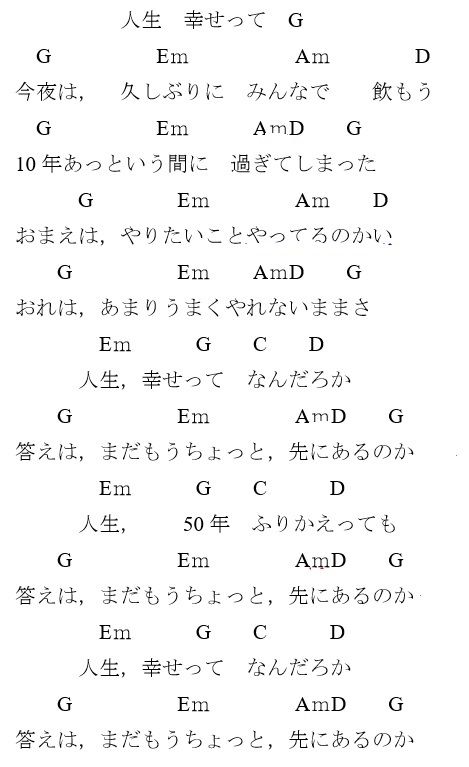 人生　幸せって　G
G　Em　Am　D
今夜は，　久しぶりに　みんなで　飲もう
G　Em　AmD　G
10年あっという間に　過ぎてしまった
G　Em　Am　D
おまえは，やりたいことやってるのかい
G　Em　AmD　G
おれは，あまりうまくやれないままさ
Em　G　C　D
人生，幸せって　なんだろか
G　Em　AmD　G
答えは，まだもうちょっと，先にあるのか
Em　G　C　D
人生，　50年　ふりかえっても
G　Em　AmD　G
答えは，まだもうちょっと，先にあるのか
Em　G　C　D
人生，幸せって　なんだろか
G　Em　AmD　G
答えは，まだもうちょっと，先にあるのか